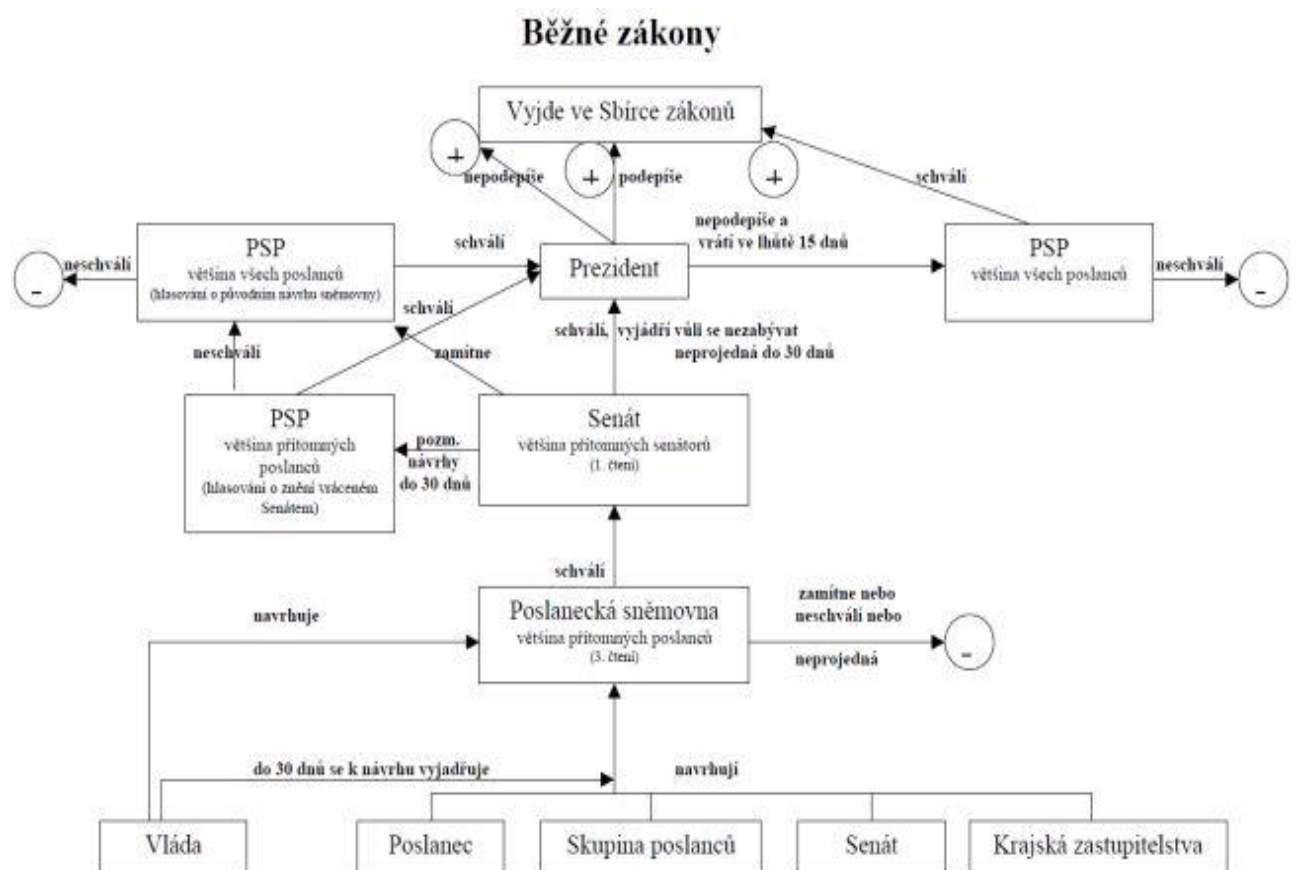 Běžné zákony
Vyjde ve Sbírce zákonů
+
+
+
nepodepíše
podepíše
schválí
PSP
většina všech poslanců
(hlasování o původním návrhu sněmovny)
neschválí
-
schválí
Prezident
nepodepíše a
vrátí ve lhůtě 15 dnů
PSP
většina všech poslanců
neschválí
-
schválí
neschválí
zamítne
schválí, vyjádří vůli se nezabývat
neprojedná do 30 dnů
PSP
většina přítomných
poslanců
(hlasování o znění vráceném
Senátem)
pozm.
návrhy
do 30 dnů
Senát
většina přítomných senátorů
(1. čtení)
schválí
navrhuje
Poslanecká sněmovna
většina přítomných poslanců
(3. čtení)
zamítne nebo
neschválí nebo
neprojedná
-
do 30 dnů se k návrhu vyjadřuje
navrhují
Vláda
Poslanec
Skupina poslanců
Senát
Krajská zastupitelstva